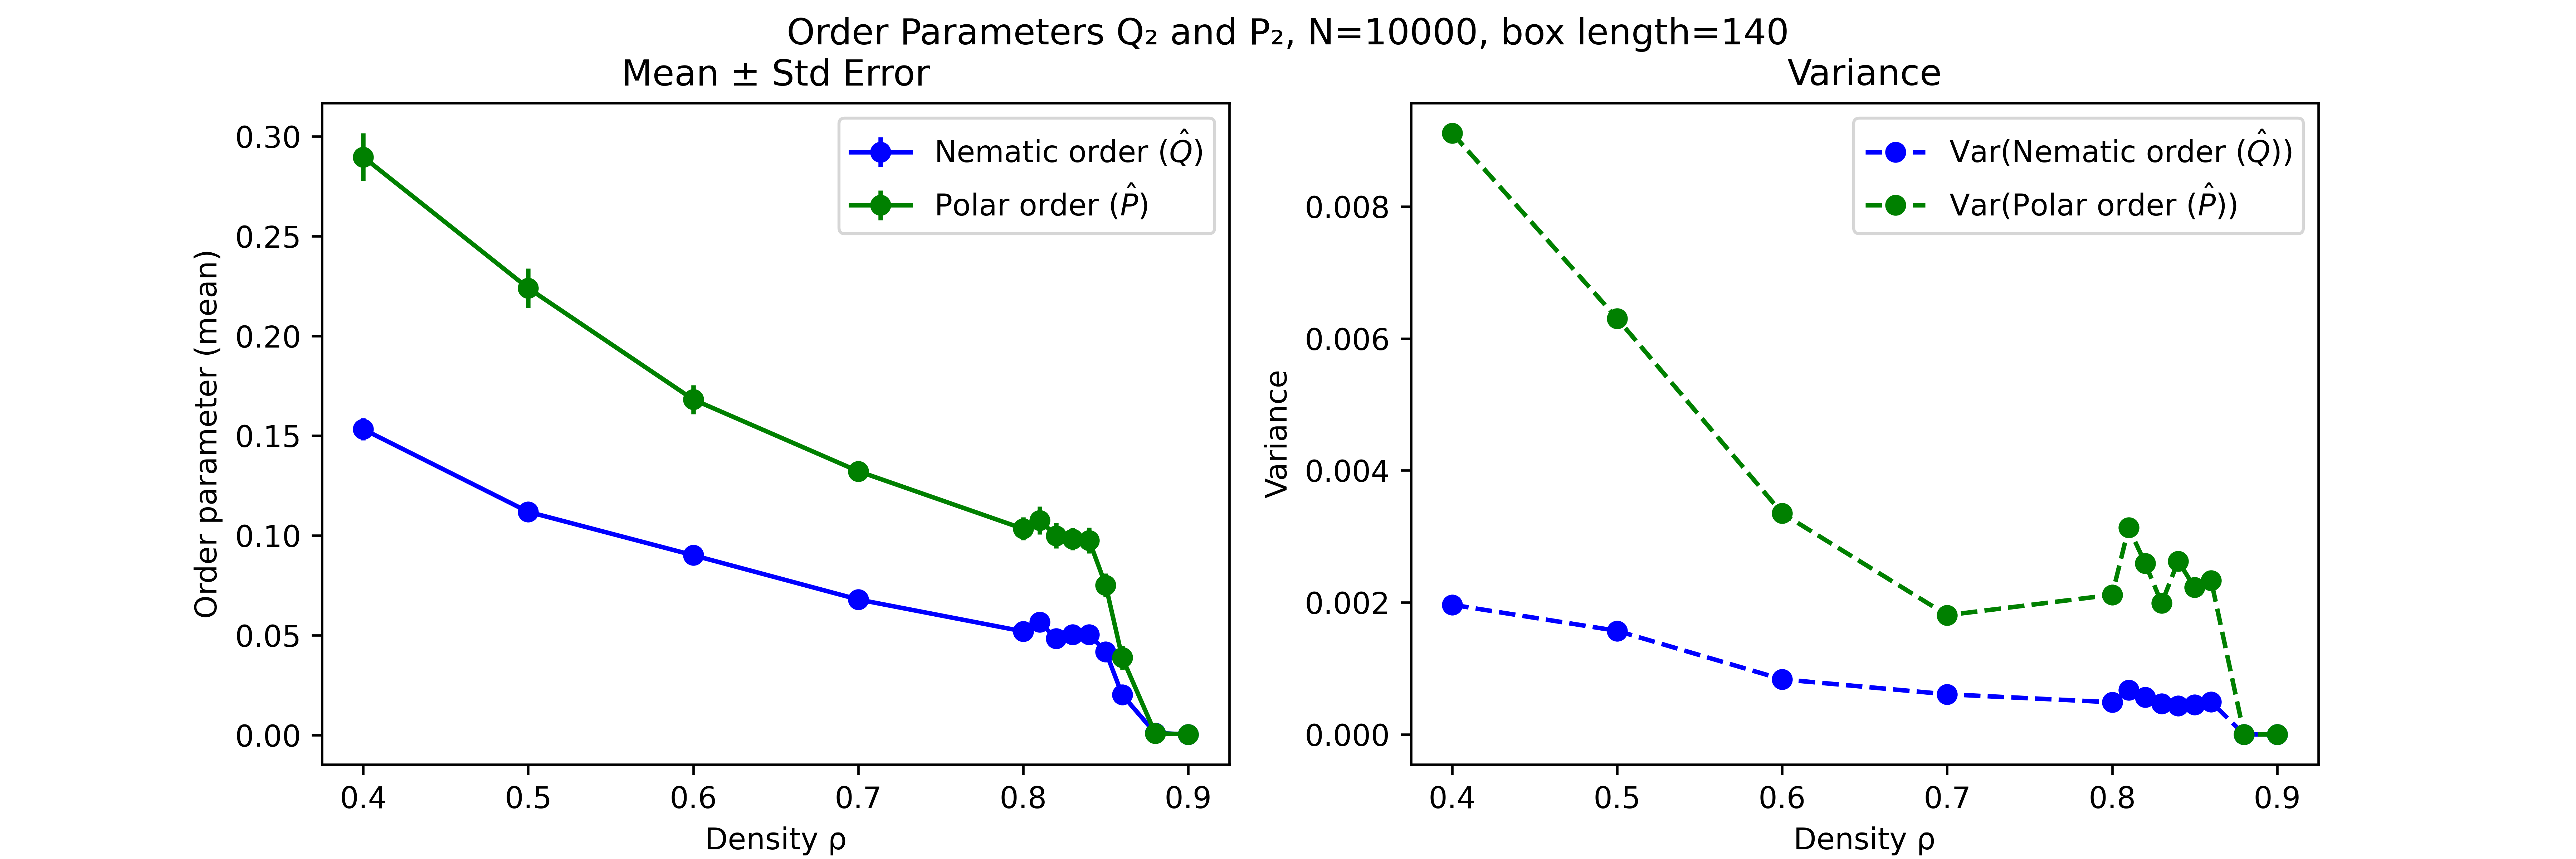 Order Parameters Q₂ and P₂, N=10000, box length=140
Mean ± Std Error
Order parameter (mean)
0.30
0.25
0.20
0.15
0.10
0.05
0.00
Nematic order (Q̂)
Polar order (P̂)
0.4 0.5 0.6 0.7 0.8 0.9
Density ρ
Variance
Variance
0.008
0.006
0.004
0.002
0.000
Var(Nematic order (Q̂))
Var(Polar order (P̂))
0.4 0.5 0.6 0.7 0.8 0.9
Density ρ